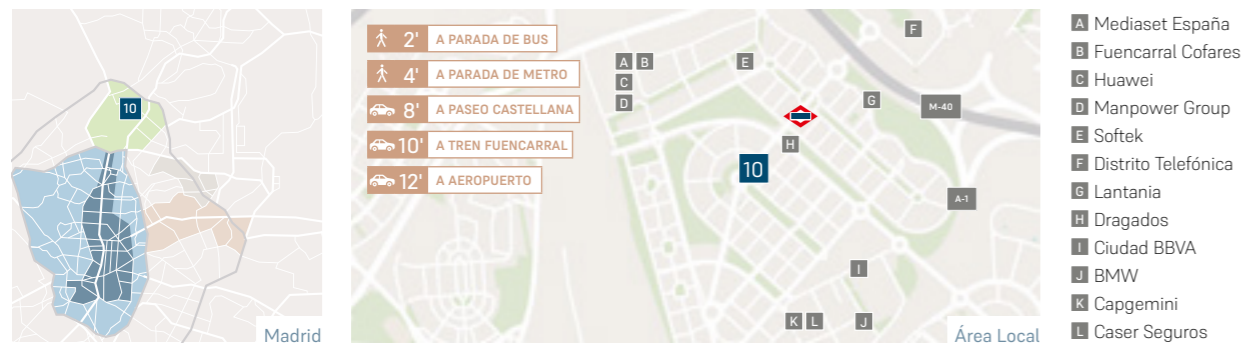 10
Madrid
2' A PARADA DE BUS
4' A PARADA DE METRO
8' A PASEO CASTELLANA
10' A TREN FUENCARRAL
12' A AEROPUERTO
F
A B
E
C
D
G
M-40
H
10
A-1
I
K L
J
Área Local
A Mediaset España
B Fuencarral Cofares
C Huawei
D Manpower Group
E Softek
F Distrito Telefónica
G Lantania
H Dragados
I Ciudad BBVA
J BMW
K Capgemini
L Caser Seguros